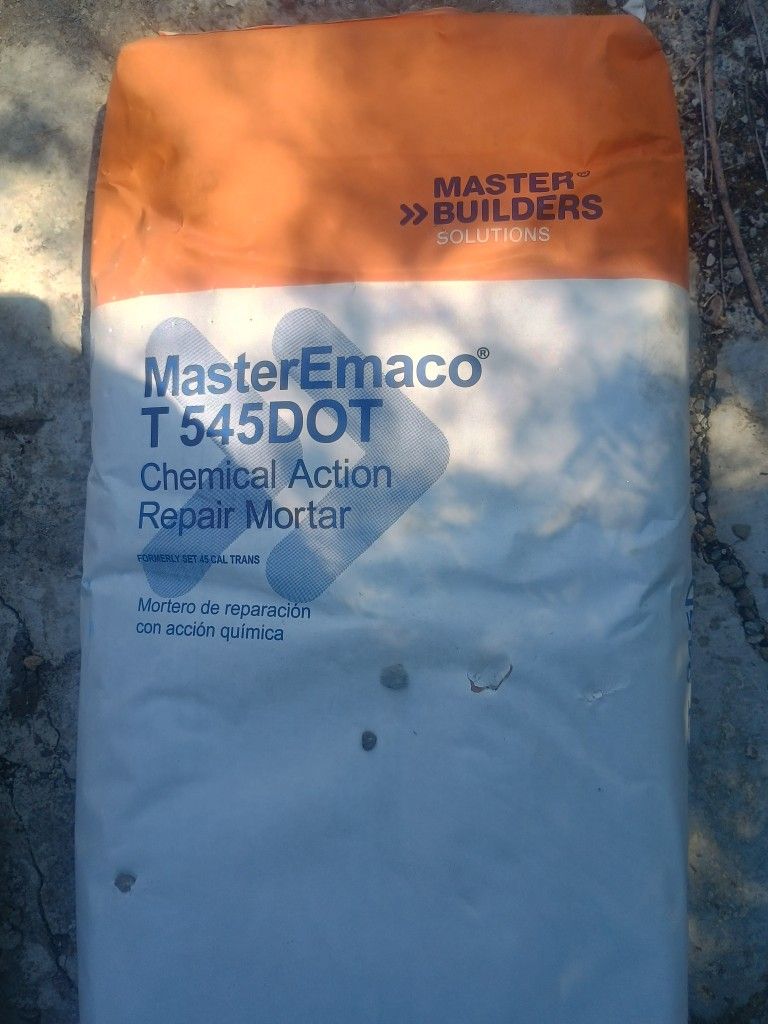 MASTER
BUILDERS
SOLUTIONS
MasterEmaco®
T 545DOT
Chemical Action
Repair Mortar
FORMERLY SET 45 CAL TRANS
Mortero de reparación
con acción química